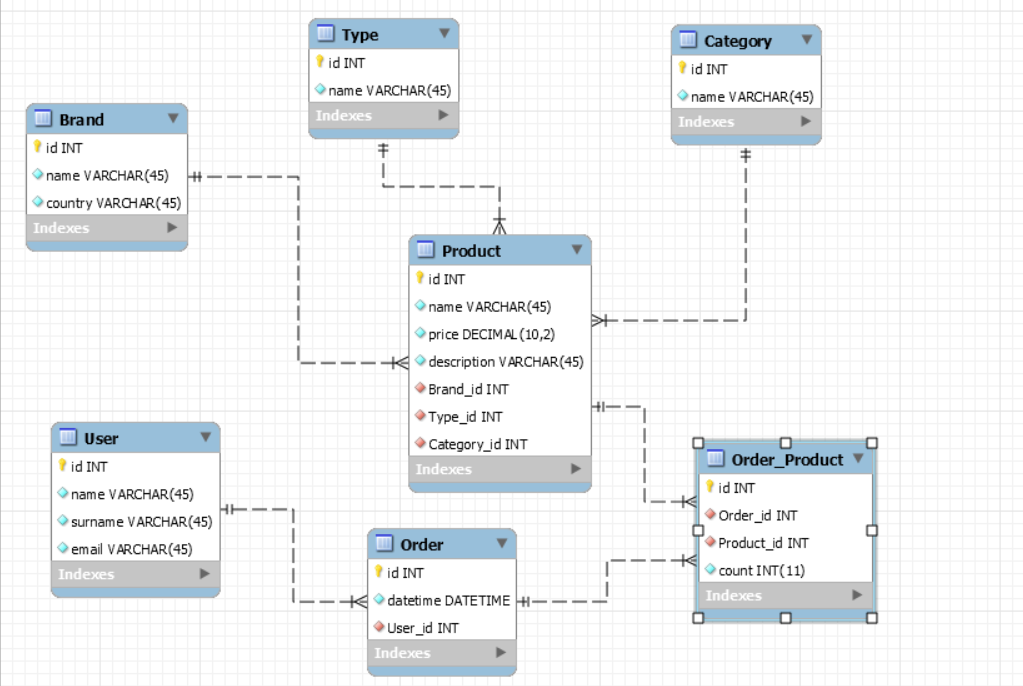 Type
id INT
name VARCHAR(45)
Indexes
Category
id INT
name VARCHAR(45)
Indexes
Brand
id INT
name VARCHAR(45)
country VARCHAR(45)
Indexes
Product
id INT
name VARCHAR(45)
price DECIMAL(10,2)
description VARCHAR(45)
Brand_id INT
Type_id INT
Category_id INT
Indexes
User
id INT
name VARCHAR(45)
surname VARCHAR(45)
email VARCHAR(45)
Indexes
Order
id INT
datetime DATETIME
User_id INT
Indexes
Order_Product
id INT
Order_id INT
Product_id INT
count INT(11)
Indexes